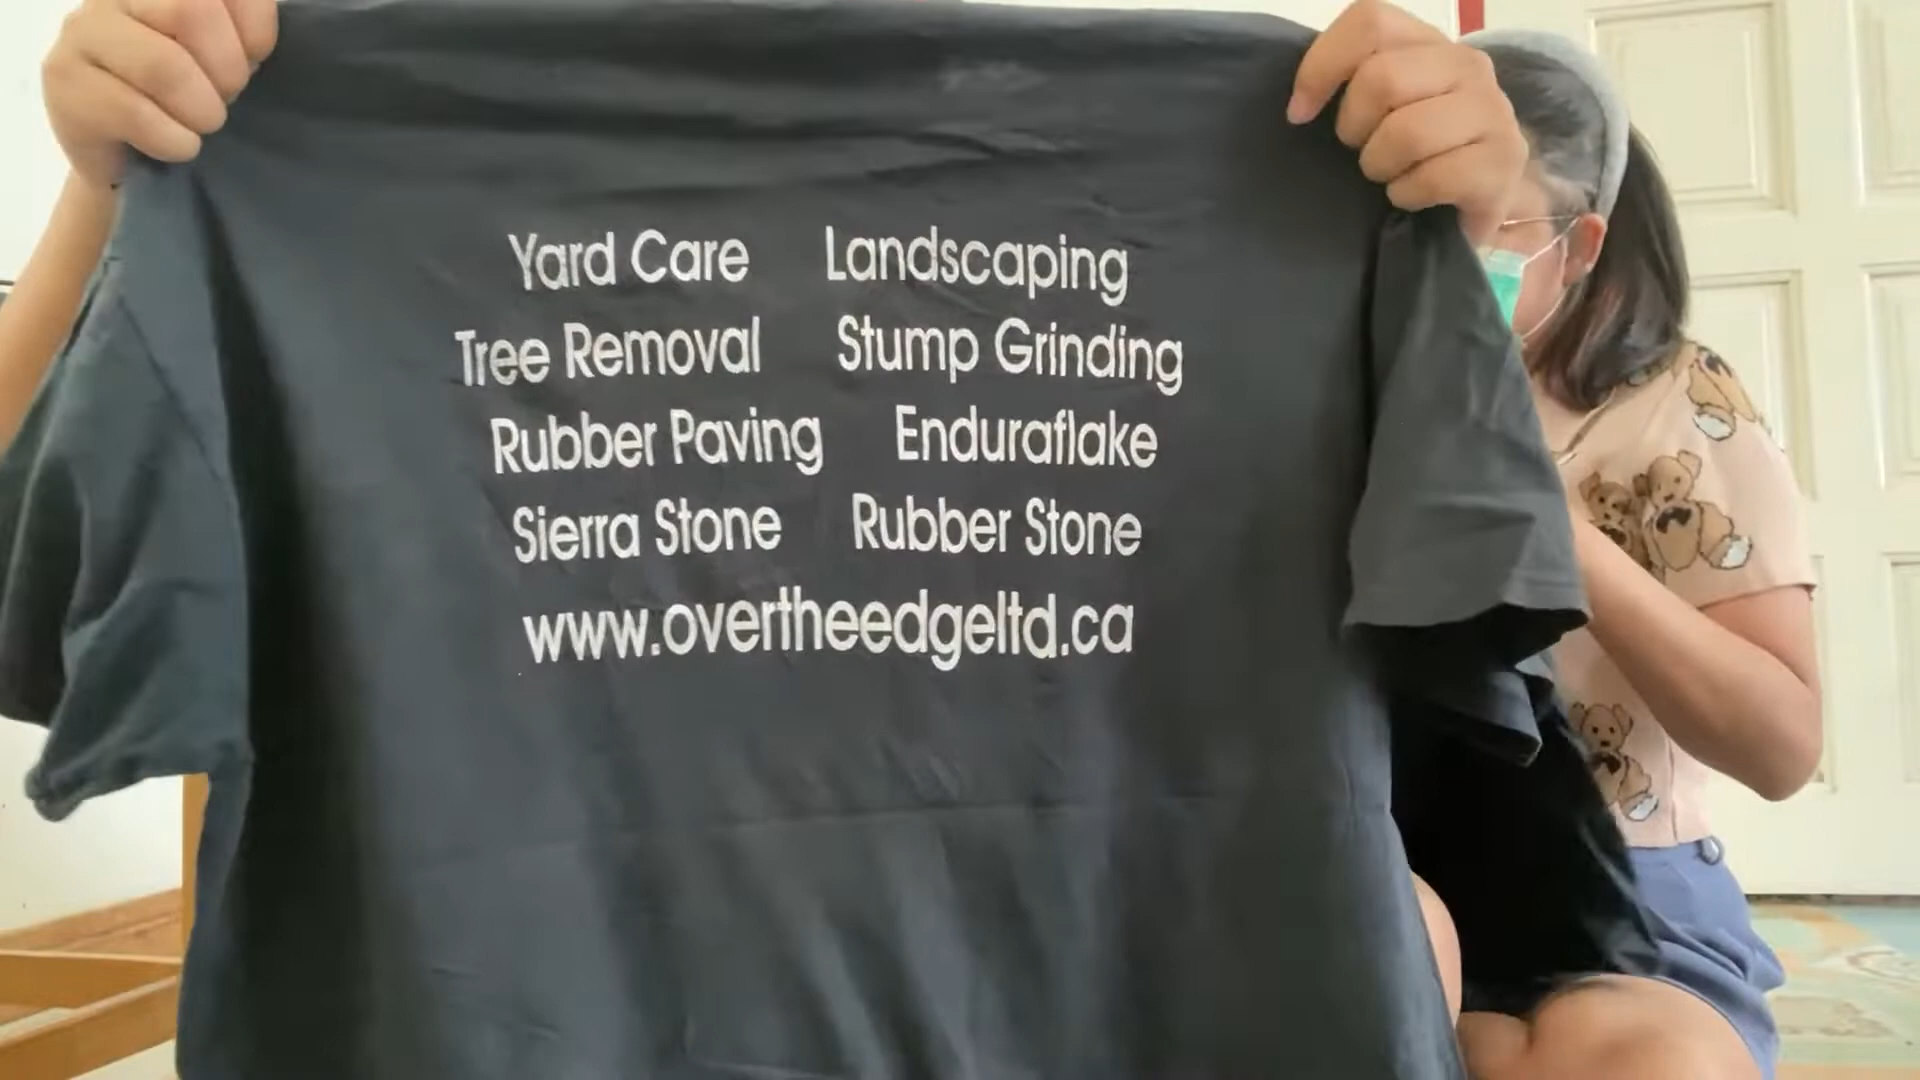 Yard Care Landscaping
Tree Removal Stump Grinding
Rubber Paving Enduraflake
Sierra Stone Rubber Stone
www.overtheedgeltd.ca